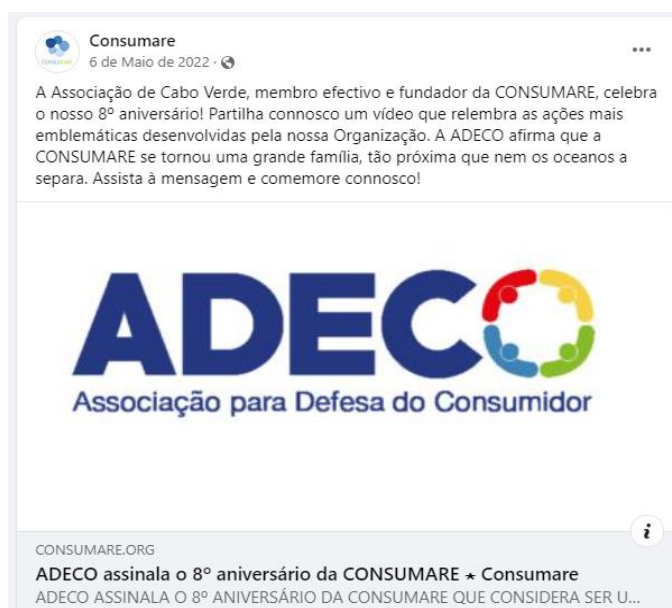 Consumare
6 de Maio de 2022 ·
A Associação de Cabo Verde, membro efectivo e fundador da CONSUMARE, celebra
o nosso 8º aniversário! Partilha connosco um vídeo que relembra as ações mais
emblemáticas desenvolvidas pela nossa Organização. A ADECO afirma que a
CONSUMARE se tornou uma grande família, tão próxima que nem os oceanos a
separa. Assista à mensagem e comemore connosco!
ADECO
Associação para Defesa do Consumidor
CONSUMARE.ORG
ADECO assinala o 8º aniversário da CONSUMARE ★ Consumare
ADECO ASSINALA O 8º ANIVERSÁRIO DA CONSUMARE QUE CONSIDERA SER U...